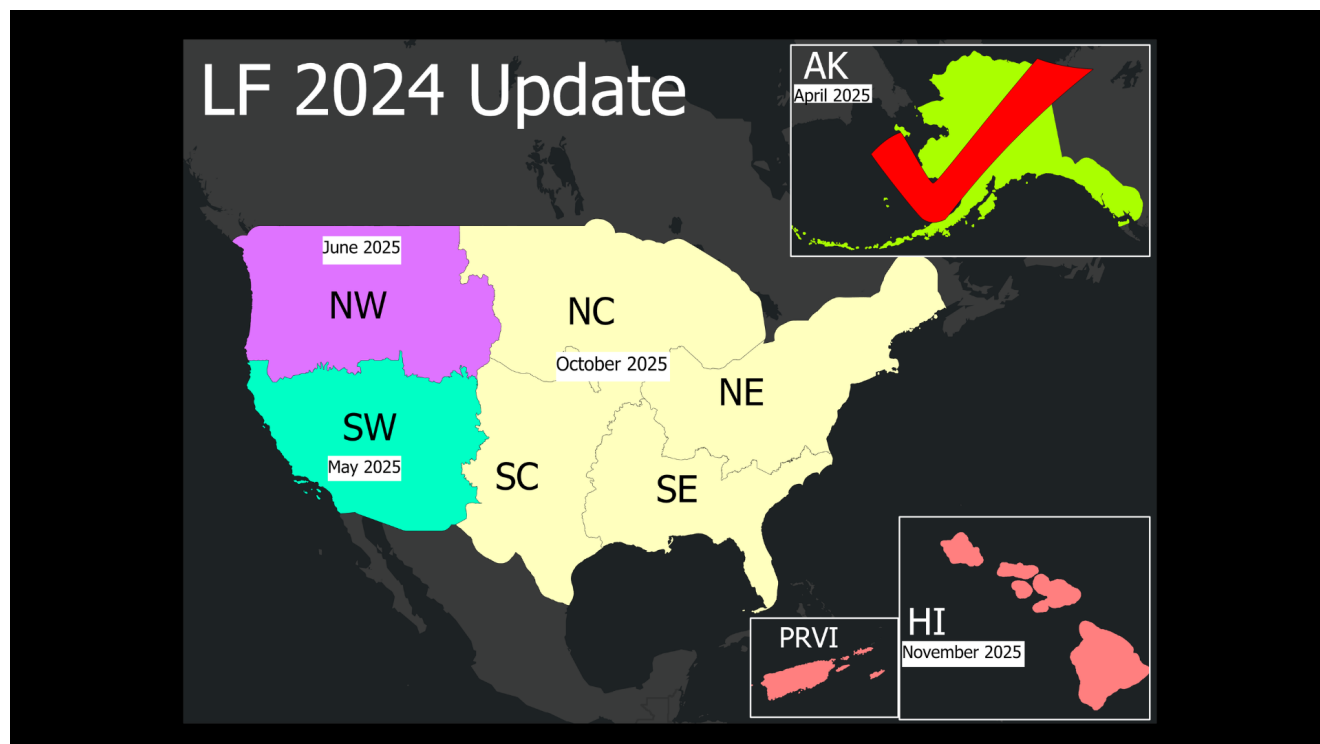 LF 2024 Update
AK
April 2025
June 2025
NW
NC
October 2025
NE
SW
May 2025
SC
SE
PRVI
HI
November 2025